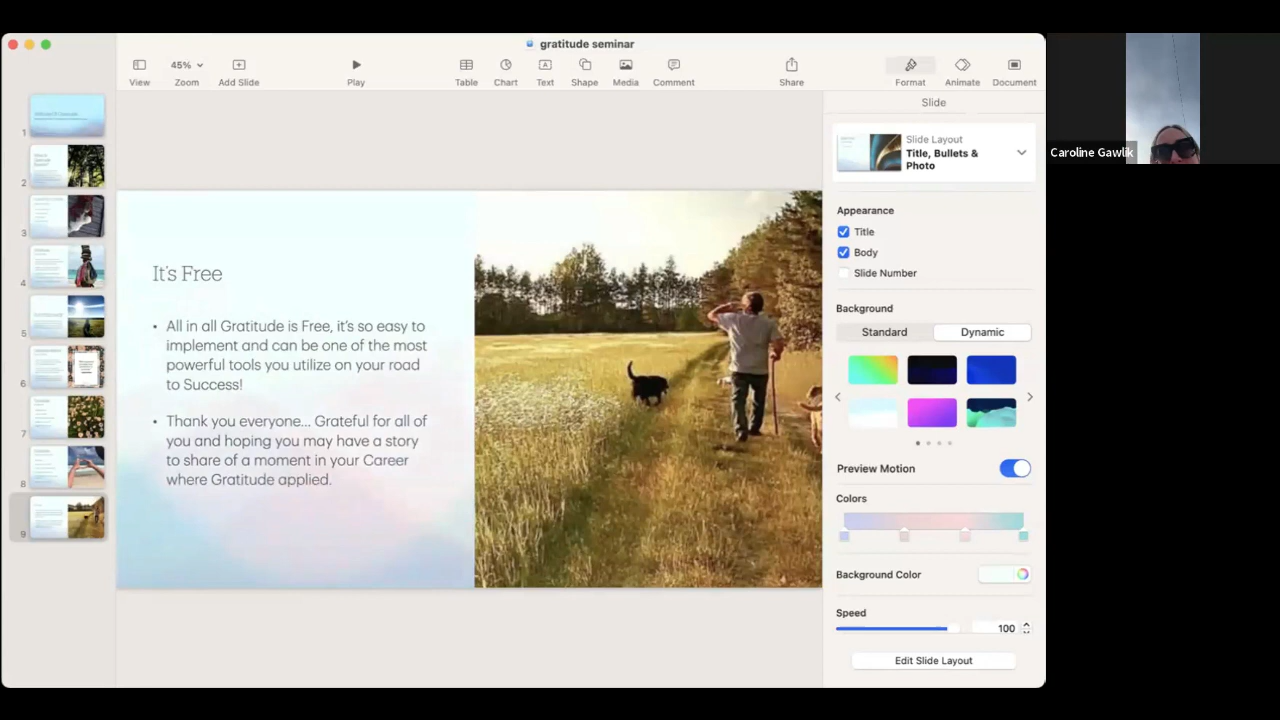 gratitude seminar
View
45%
Zoom
Add Slide
Play
Table
Chart
Text
Shape
Media
Comment
Share
Format
Animate
Document
Slide
Slide Layout
Title, Bullets &
Photo
Appearance
Title
Body
Slide Number
Background
Standard
Dynamic
Preview Motion
Colors
Background Color
Speed
100
Edit Slide Layout
1
2
3
4
5
6
7
8
9
It's Free
• All in all Gratitude is Free, it's so easy to
implement and can be one of the most
powerful tools you utilize on your road
to Success!
• Thank you everyone... Grateful for all of
you and hoping you may have a story
to share of a moment in your Career
where Gratitude applied.
Caroline Gawlik